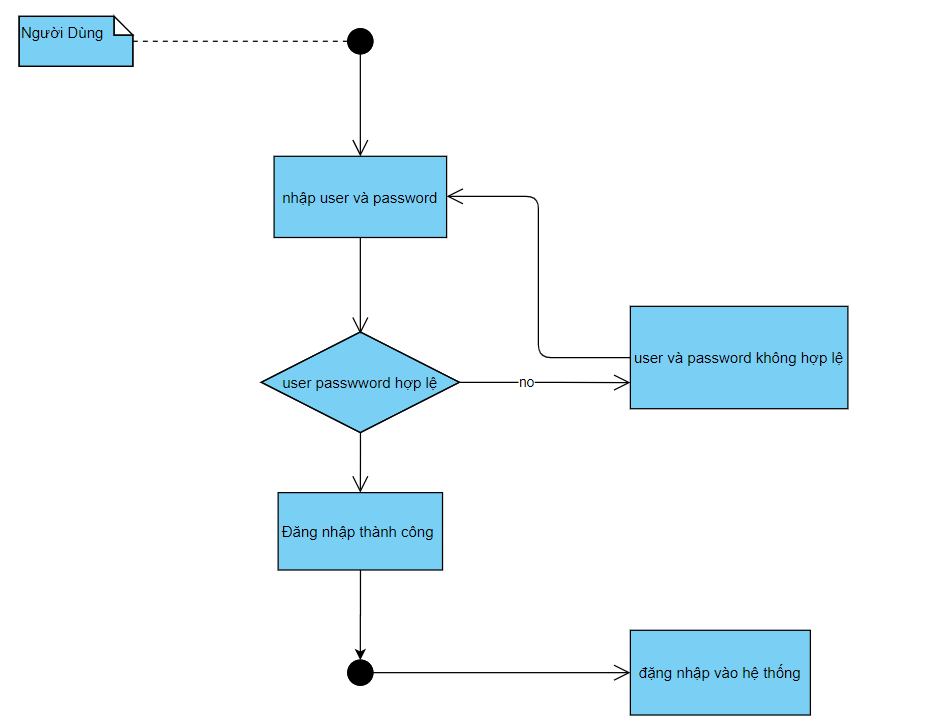 Người Dùng
nhập user và password
user và password không hợp lệ
user passwword hợp lệ
no
Đăng nhập thành công
đặng nhập vào hệ thống